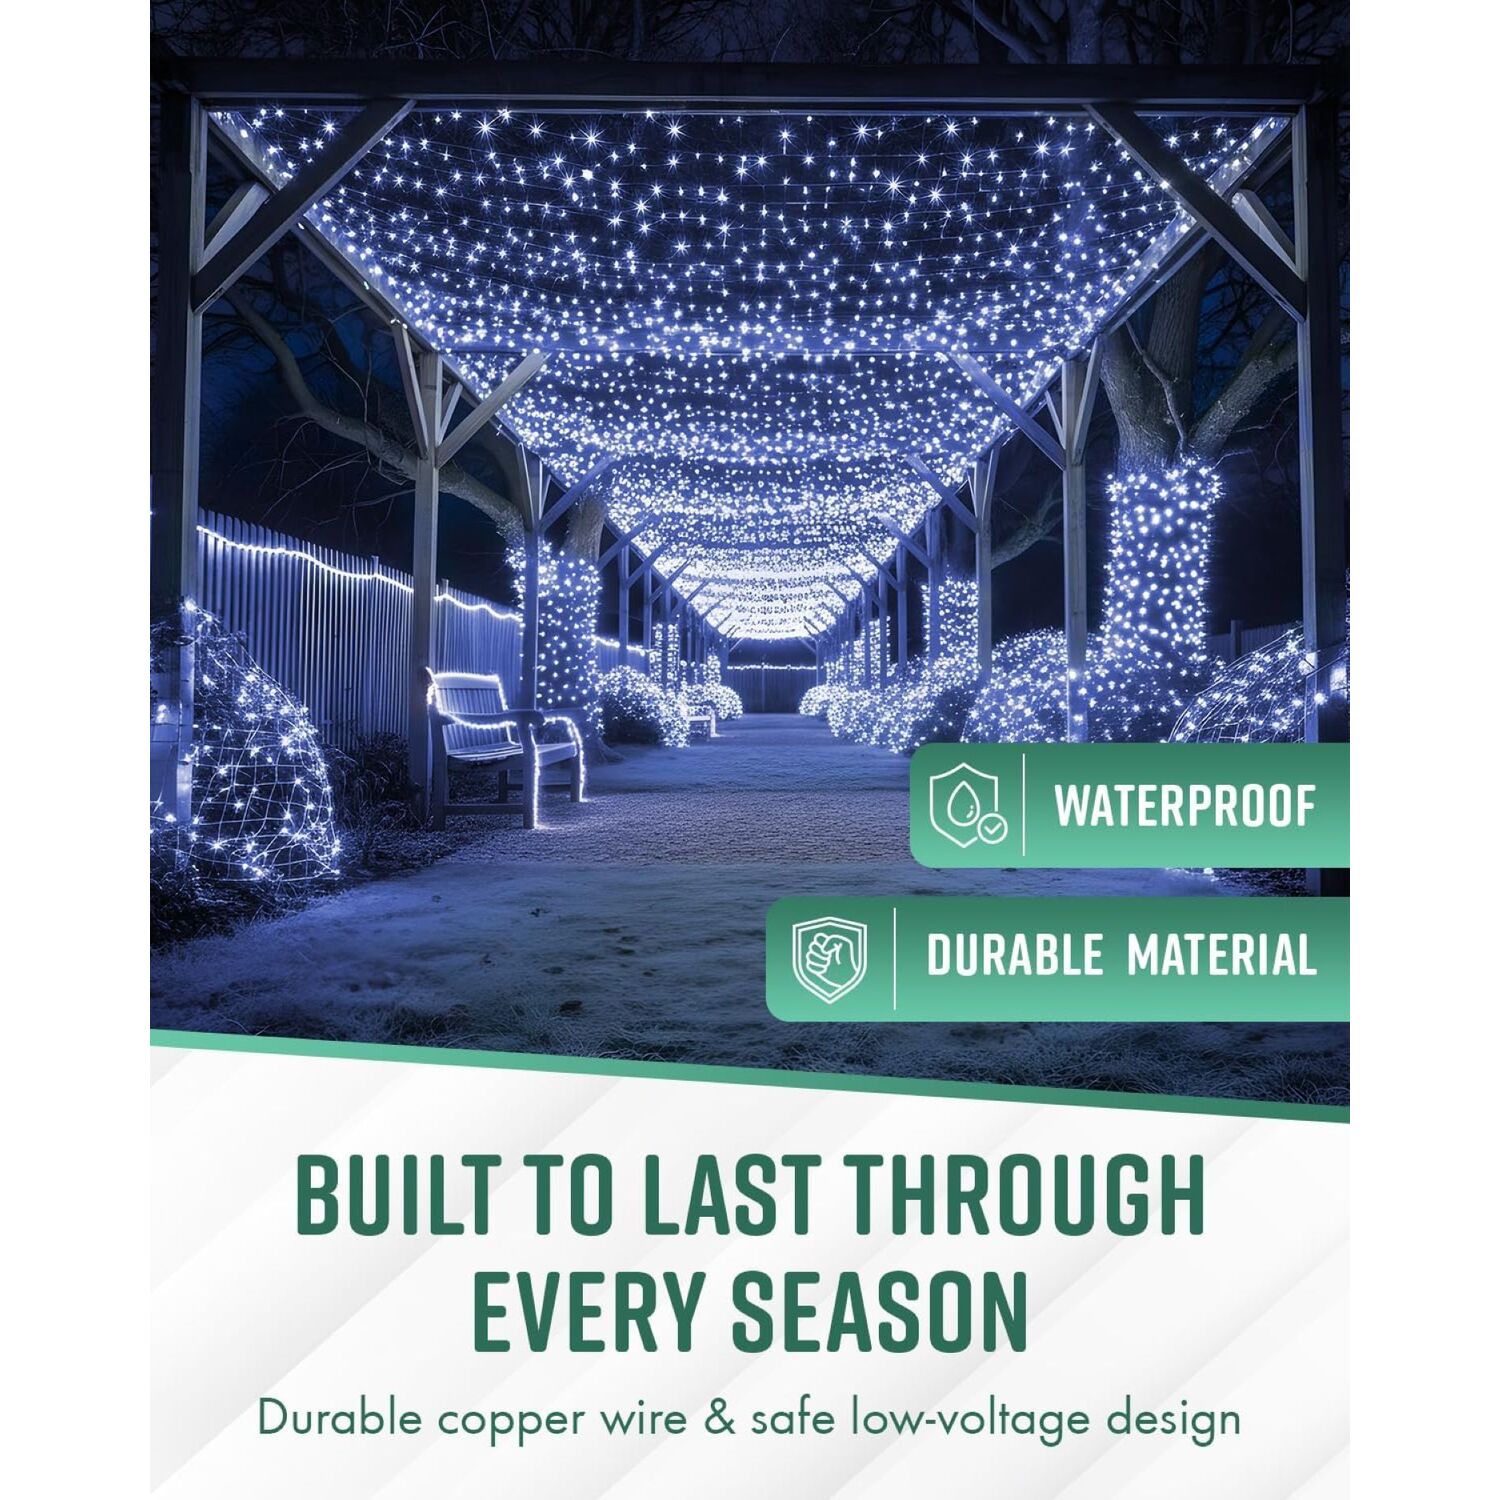 WATERPROOF
DURABLE MATERIAL
BUILT TO LAST THROUGH
EVERY SEASON
Durable copper wire & safe low-voltage design